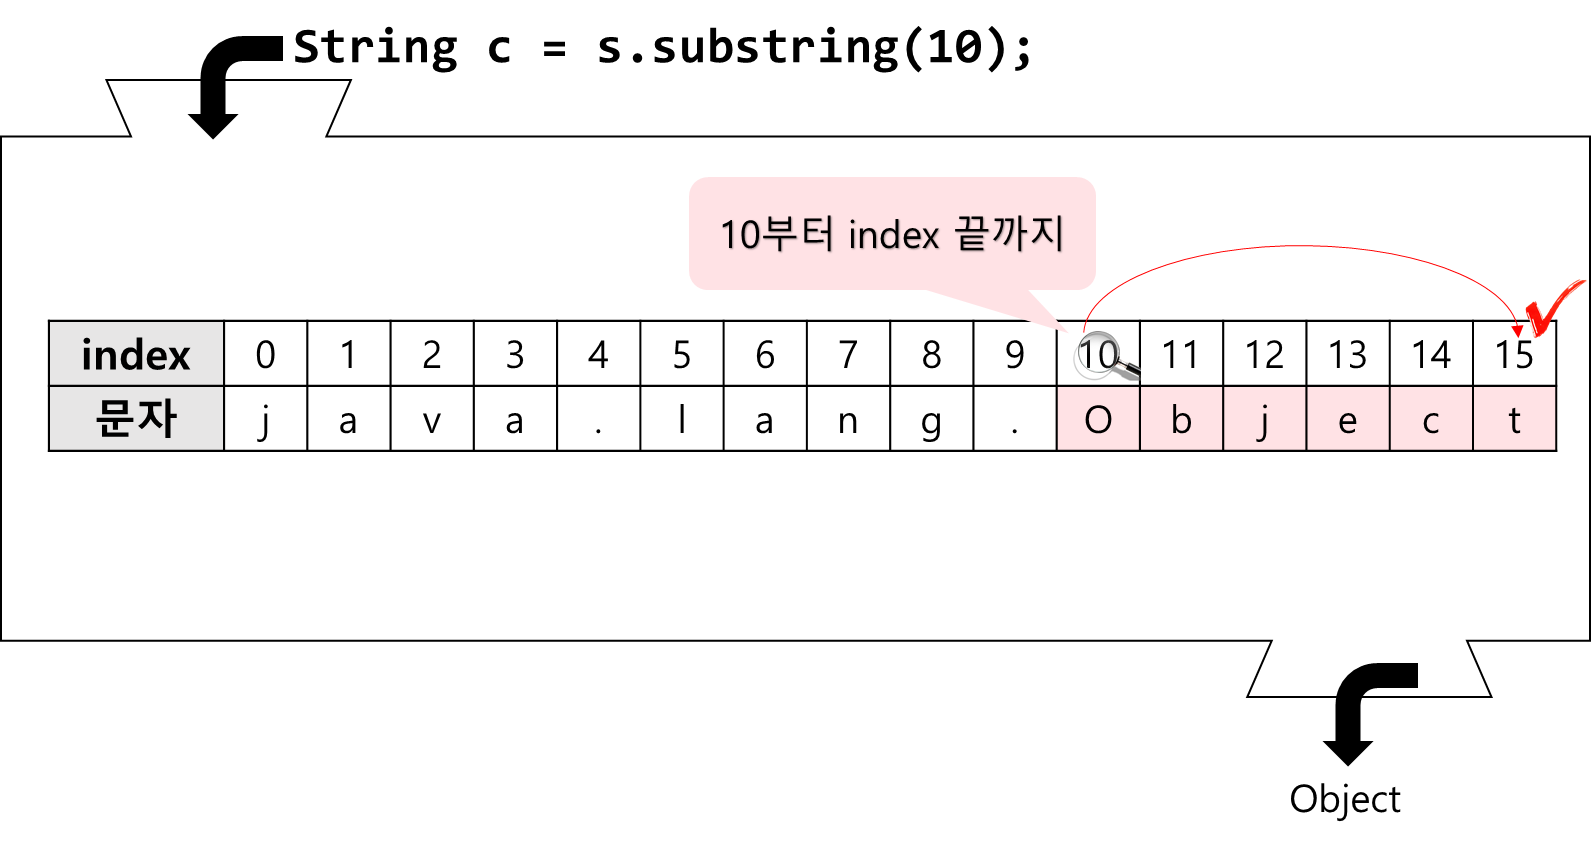 String c = s.substring(10);
10부터 index 끝까지
index 0 1 2 3 4 5 6 7 8 9 10 11 12 13 14 15
문자 j a v a . l a n g . O b j e c t
Object